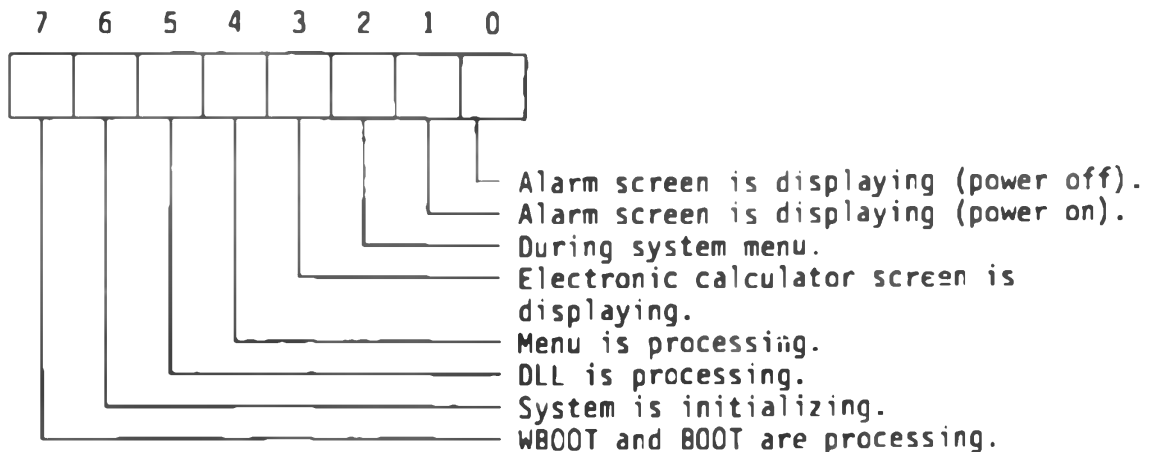 7 6 5 4 3 2 1 0
Alarm screen is displaying (power off).
Alarm screen is displaying (power on).
During system menu.
Electronic calculator screen is
displaying.
Menu is processing.
DLL is processing.
System is initializing.
WBOOT and BOOT are processing.